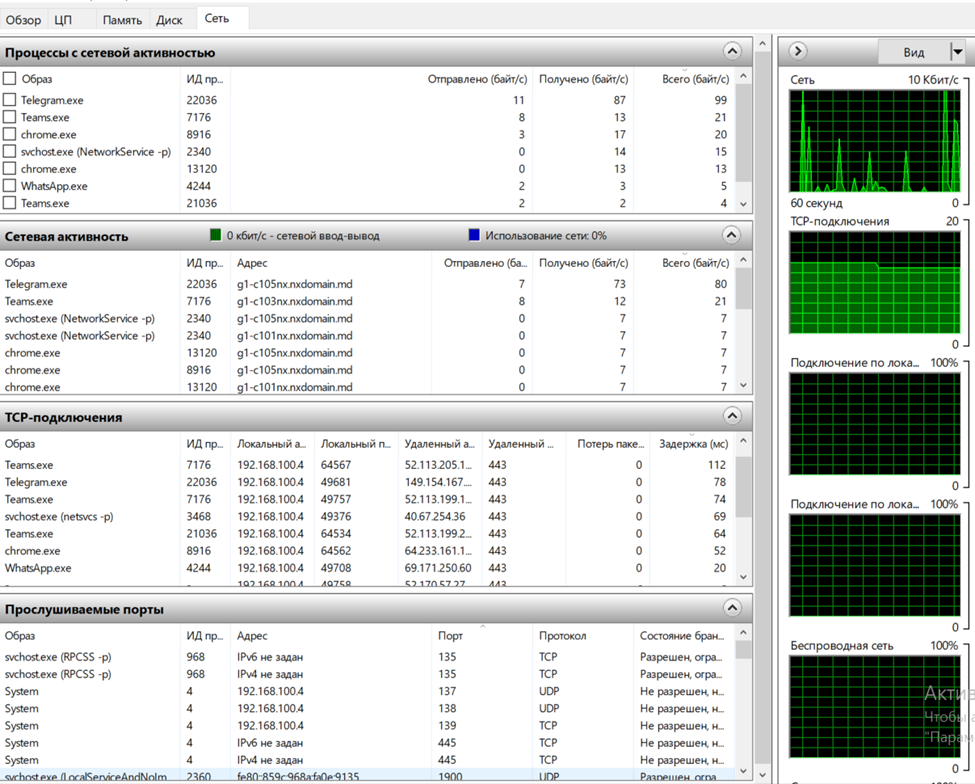 Обзор ЦП Память Диск Сеть
Процессы с сетевой активностью
Образ ИД пр... Отправлено (байт/с) Получено (байт/с) Всего (байт/с)
Telegram.exe 22036 11 87 99
Teams.exe 7176 8 13 21
chrome.exe 8916 3 17 20
svchost.exe (NetworkService -p) 2340 0 14 15
chrome.exe 13120 0 13 13
WhatsApp.exe 4244 2 3 5
Teams.exe 21036 2 2 4
Сетевая активность 0 кбит/с - сетевой ввод-вывод Использование сети: 0%
Образ ИД пр... Адрес Отправлено (ба... Получено (байт/с) Всего (байт/с)
Telegram.exe 22036 g1-c105nx.nxdomain.md 7 73 80
Teams.exe 7176 g1-c103nx.nxdomain.md 8 12 21
svchost.exe (NetworkService -p) 2340 g1-c105nx.nxdomain.md 0 7 7
svchost.exe (NetworkService -p) 2340 g1-c101nx.nxdomain.md 0 7 7
chrome.exe 13120 g1-c105nx.nxdomain.md 0 7 7
chrome.exe 8916 g1-c105nx.nxdomain.md 0 7 7
chrome.exe 13120 g1-c101nx.nxdomain.md 0 7 7
TCP-подключения
Образ ИД пр... Локальный а... Локальный п... Удаленный а... Удаленный ... Потерь паке... Задержка (мс)
Teams.exe 7176 192.168.100.4 64567 52.113.205.1... 443 0 112
Telegram.exe 22036 192.168.100.4 49681 149.154.167.... 443 0 78
Teams.exe 7176 192.168.100.4 49757 52.113.199.1... 443 0 74
svchost.exe (netsvcs -p) 3468 192.168.100.4 49376 40.67.254.36 443 0 69
Teams.exe 21036 192.168.100.4 64534 52.113.199.2... 443 0 64
chrome.exe 8916 192.168.100.4 64562 64.233.161.1... 443 0 52
WhatsApp.exe 4244 192.168.100.4 49708 69.171.250.60 443 0 20
- - 192.168.100.4 49758 52.170.57.27 443
Прослушиваемые порты
Образ ИД пр... Адрес Порт Протокол Состояние бран...
svchost.exe (RPCSS -p) 968 IPv6 не задан 135 TCP Разрешен, огра...
svchost.exe (RPCSS -p) 968 IPv4 не задан 135 TCP Разрешен, огра...
System 4 192.168.100.4 137 UDP Не разрешен, н...
System 4 192.168.100.4 138 UDP Не разрешен, н...
System 4 192.168.100.4 139 TCP Не разрешен, н...
System 4 IPv6 не задан 445 TCP Не разрешен, н...
System 4 IPv4 не задан 445 TCP Не разрешен, н...
svchost.exe (LocalServiceAndNoIm... 2360 fe80::859c:968a:fa0e:9135 1900 UDP Разрешен, огра...
Вид
Сеть 10 Кбит/с
60 секунд 0
TCP-подключения 20
0
Подключение по лока... 100%
0
Подключение по лока... 100%
0
Беспроводная сеть 100%
Актив
Чтобы а
"Парам
0